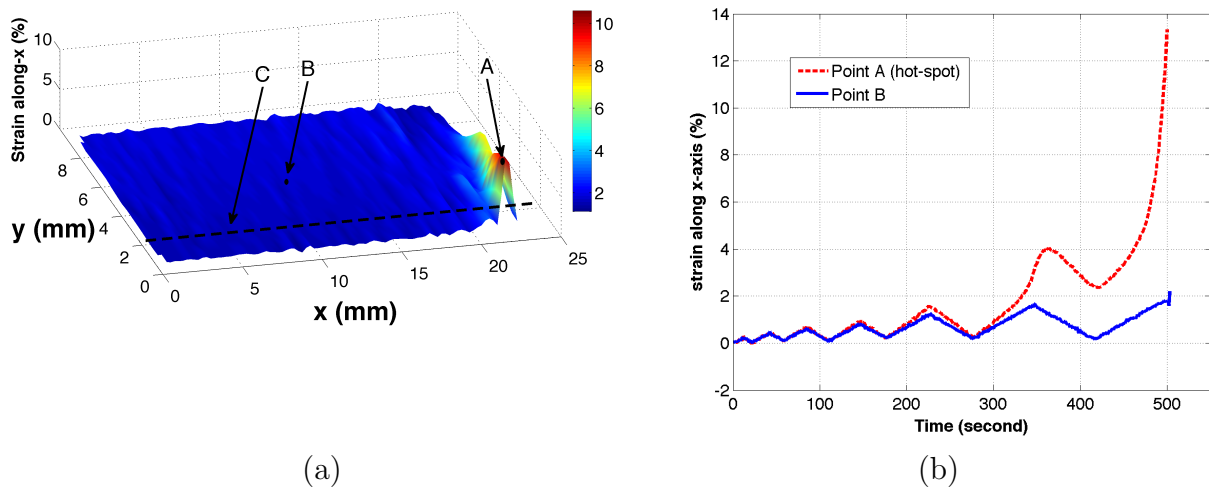 Strain along-x (%)
10
5
0
C
B
A
10
8
6
4
2
8
6
4
2
0
0
5
10
15
20
25
y (mm)
x (mm)
(a)
strain along x-axis (%)
14
12
10
8
6
4
2
0
-2
Point A (hot-spot)
Point B
0
100
200
300
400
500
Time (second)
(b)